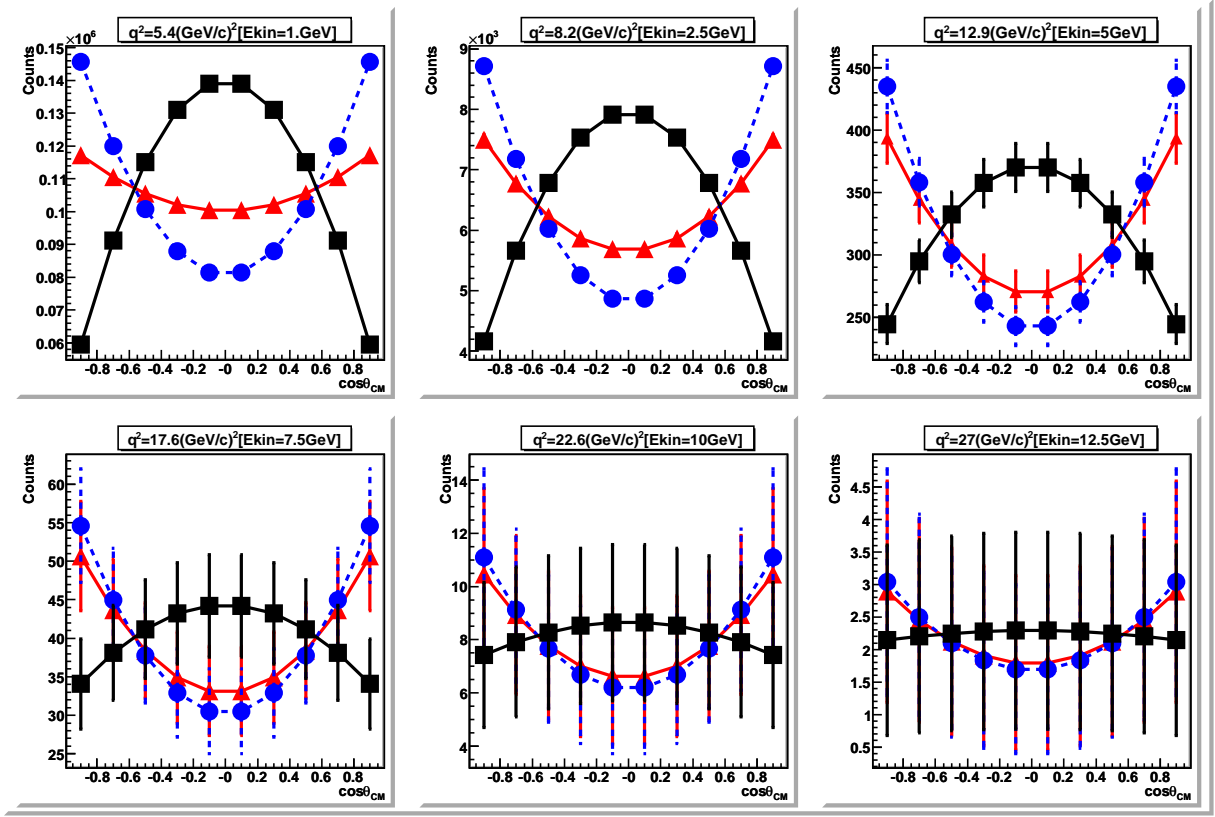 q²=5.4(GeV/c)²[Ekin=1.GeV]
×10⁶
Counts
0.15
0.14
0.13
0.12
0.11
0.1
0.09
0.08
0.07
0.06
-0.8 -0.6 -0.4 -0.2 -0 0.2 0.4 0.6 0.8
cosθCM
q²=8.2(GeV/c)²[Ekin=2.5GeV]
×10³
Counts
9
8
7
6
5
4
-0.8 -0.6 -0.4 -0.2 -0 0.2 0.4 0.6 0.8
cosθCM
q²=12.9(GeV/c)²[Ekin=5GeV]
Counts
450
400
350
300
250
-0.8 -0.6 -0.4 -0.2 -0 0.2 0.4 0.6 0.8
cosθCM
q²=17.6(GeV/c)²[Ekin=7.5GeV]
Counts
60
55
50
45
40
35
30
25
-0.8 -0.6 -0.4 -0.2 -0 0.2 0.4 0.6 0.8
cosθCM
q²=22.6(GeV/c)²[Ekin=10GeV]
Counts
14
12
10
8
6
4
-0.8 -0.6 -0.4 -0.2 -0 0.2 0.4 0.6 0.8
cosθCM
q²=27(GeV/c)²[Ekin=12.5GeV]
Counts
4.5
4
3.5
3
2.5
2
1.5
1
0.5
-0.8 -0.6 -0.4 -0.2 -0 0.2 0.4 0.6 0.8
cosθCM